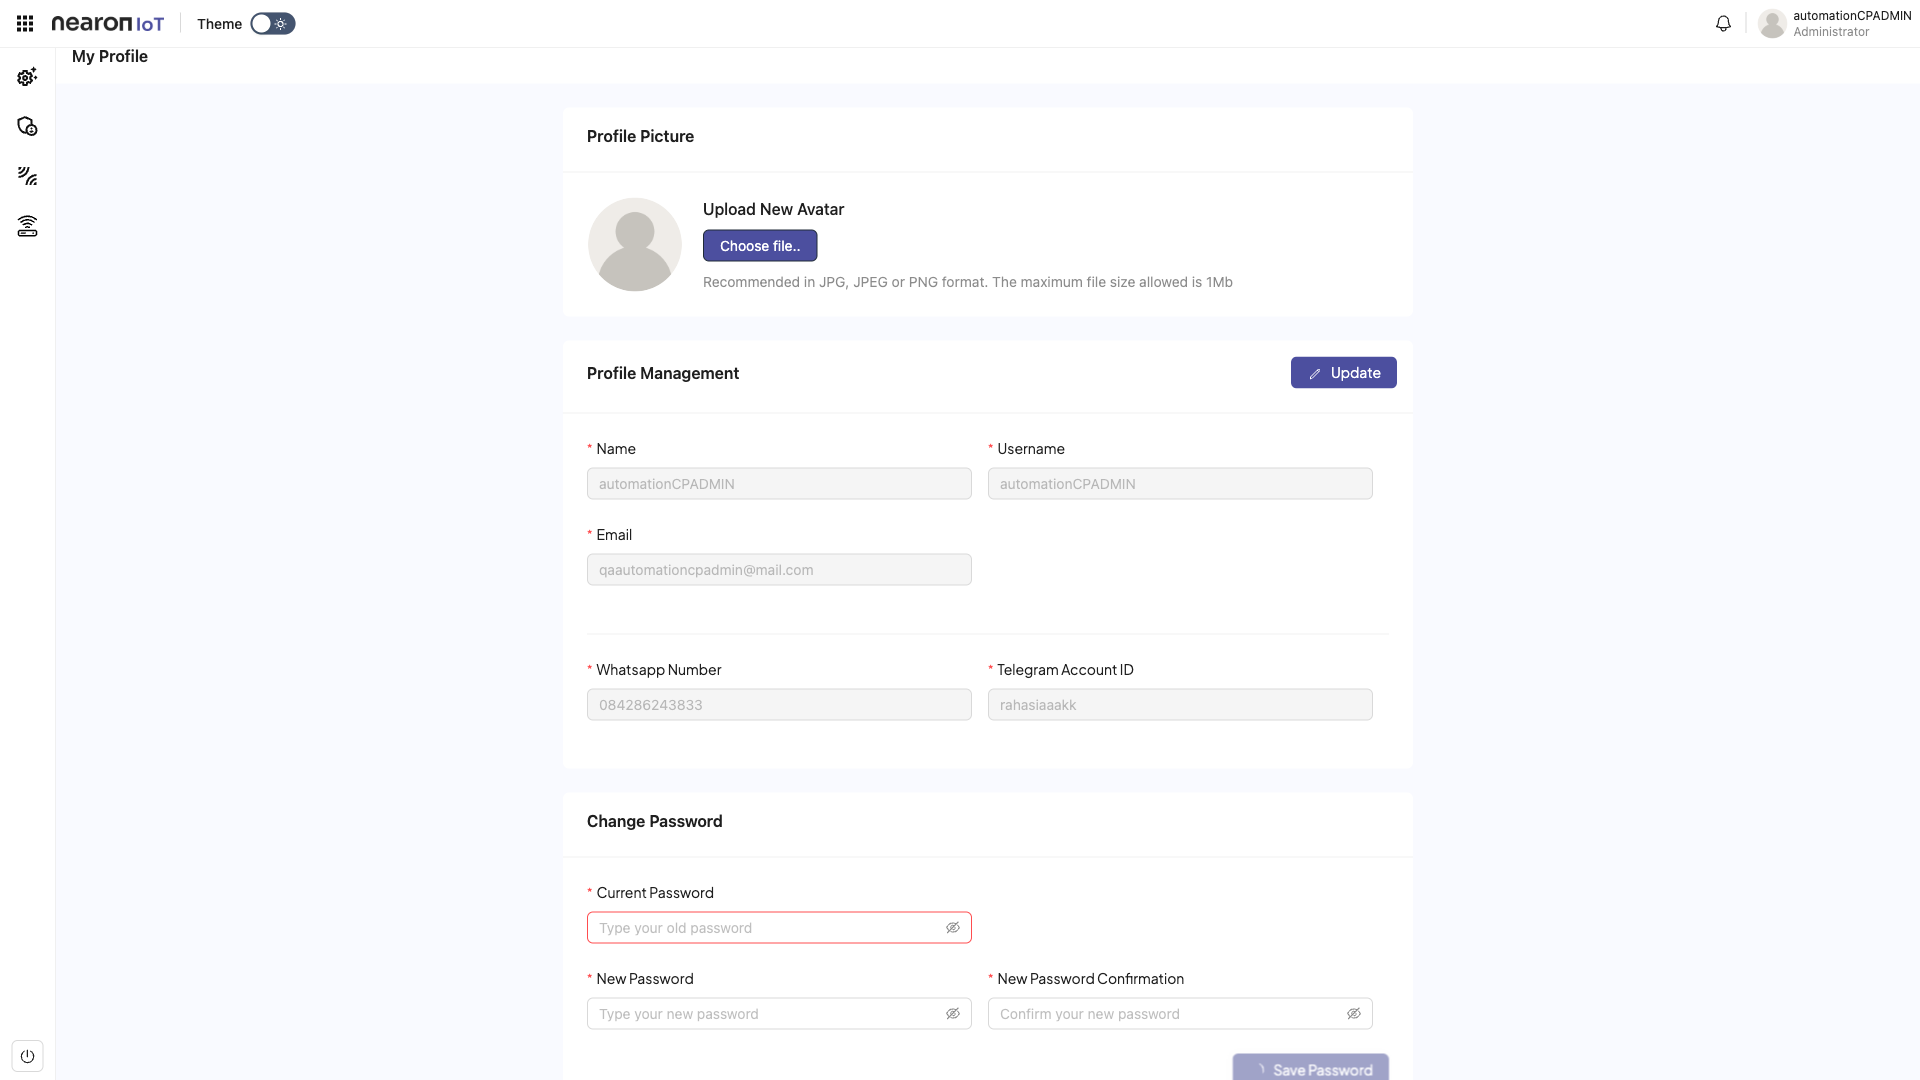 nearon IoT
Theme
automationCPADMIN
Administrator
My Profile
Profile Picture
Upload New Avatar
Choose file..
Recommended in JPG, JPEG or PNG format. The maximum file size allowed is 1Mb
Profile Management
Update
* Name
* Username
automationCPADMIN
automationCPADMIN
* Email
qaautomationcpadmin@mail.com
* Whatsapp Number
* Telegram Account ID
084286243833
rahasiaaakk
Change Password
* Current Password
Type your old password
* New Password
* New Password Confirmation
Type your new password
Confirm your new password
Save Password